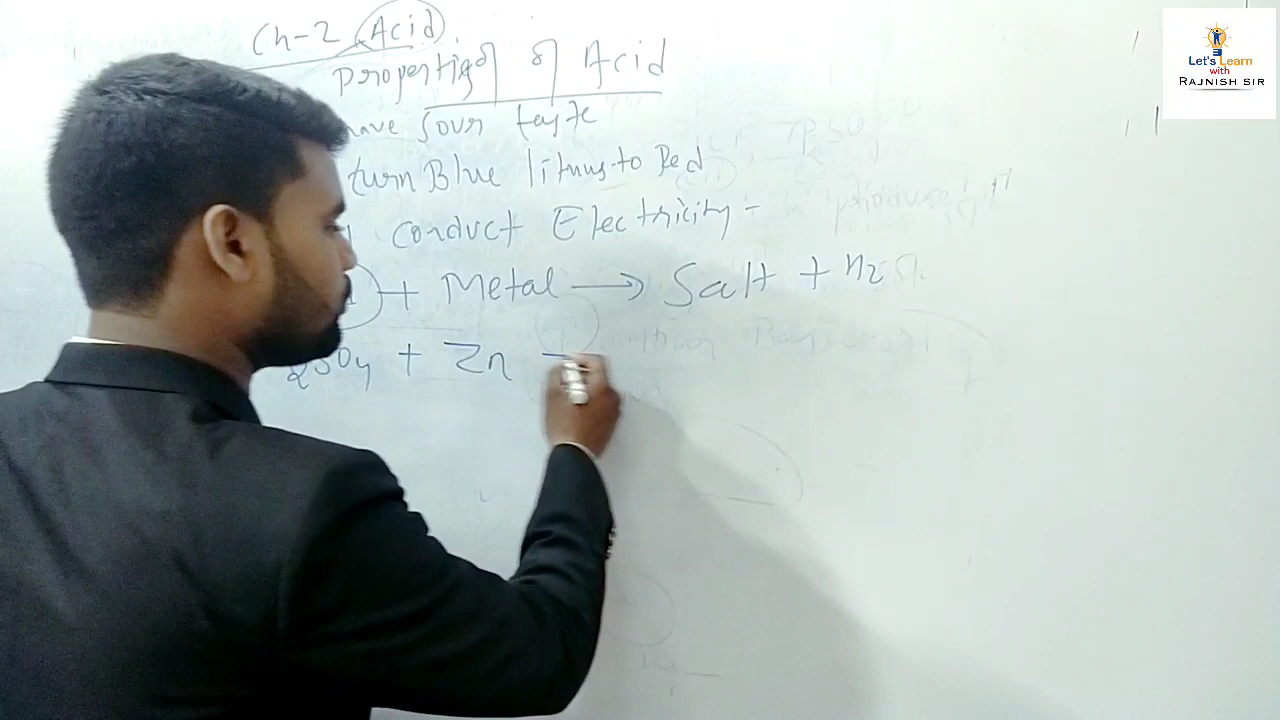 Ch-2 Acid
Properties of Acid
have Sour taste
turn Blue litmus to Red
conduct Electricity -
+ Metal → Salt + H2
2SO4 + Zn
Let's Learn
with
RAJNISH SIR